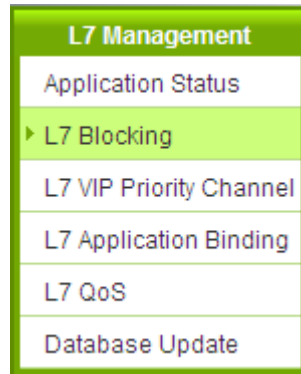 L7 Management
Application Status
L7 Blocking
L7 VIP Priority Channel
L7 Application Binding
L7 QoS
Database Update